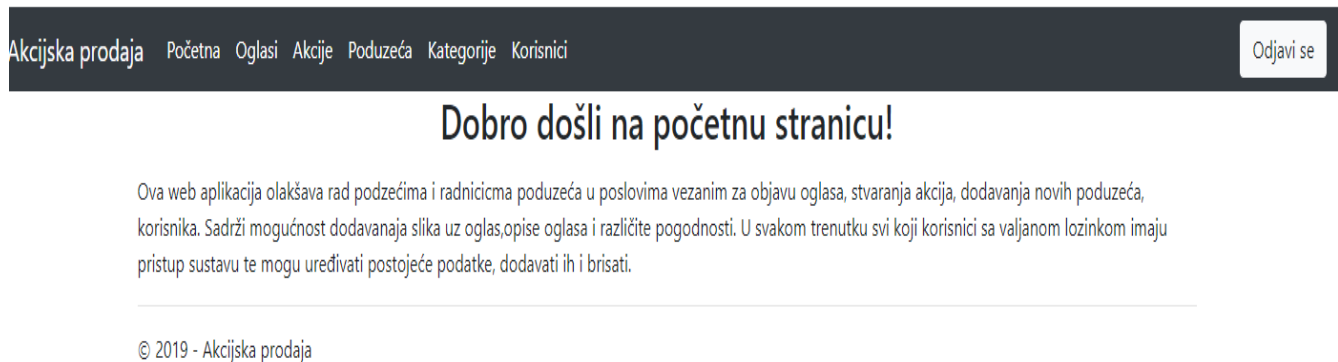 Akcijska prodaja Početna Oglasi Akcije Poduzeća Kategorije Korisnici Odjavi se
Dobro došli na početnu stranicu!
Ova web aplikacija olakšava rad podzećima i radnicicma poduzeća u poslovima vezanim za objavu oglasa, stvaranja akcija, dodavanja novih poduzeća,
korisnika. Sadrži mogućnost dodavanaja slika uz oglas,opise oglasa i različite pogodnosti. U svakom trenutku svi koji korisnici sa valjanom lozinkom imaju
pristup sustavu te mogu uređivati postojeće podatke, dodavati ih i brisati.
© 2019 - Akcijska prodaja